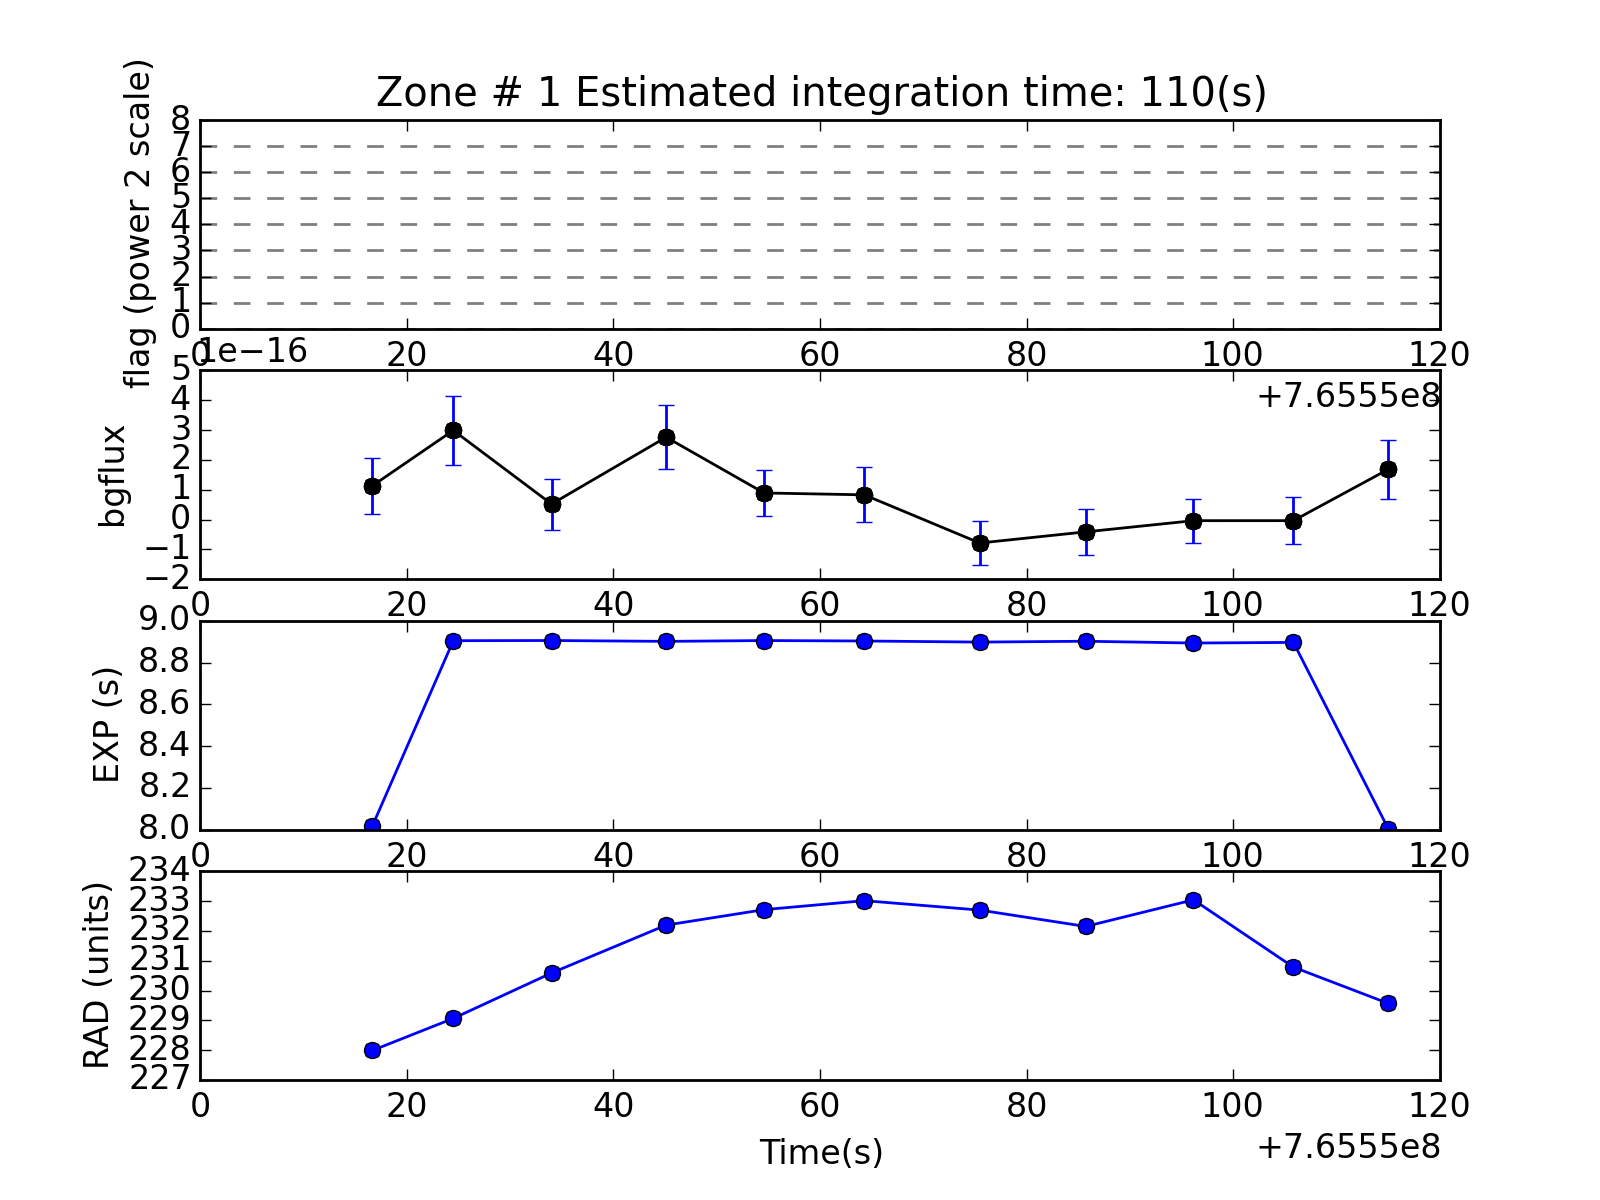 Zone # 1 Estimated integration time: 110(s)
flag (power 2 scale)
8
7
6
5
4
3
2
1
0
0 20 40 60 80 100 120
1e−16
+7.6555e8
bgflux
5
4
3
2
1
0
−1
−2
0 20 40 60 80 100 120
EXP (s)
9.0
8.8
8.6
8.4
8.2
8.0
0 20 40 60 80 100 120
RAD (units)
234
233
232
231
230
229
228
227
0 20 40 60 80 100 120
Time(s)
+7.6555e8